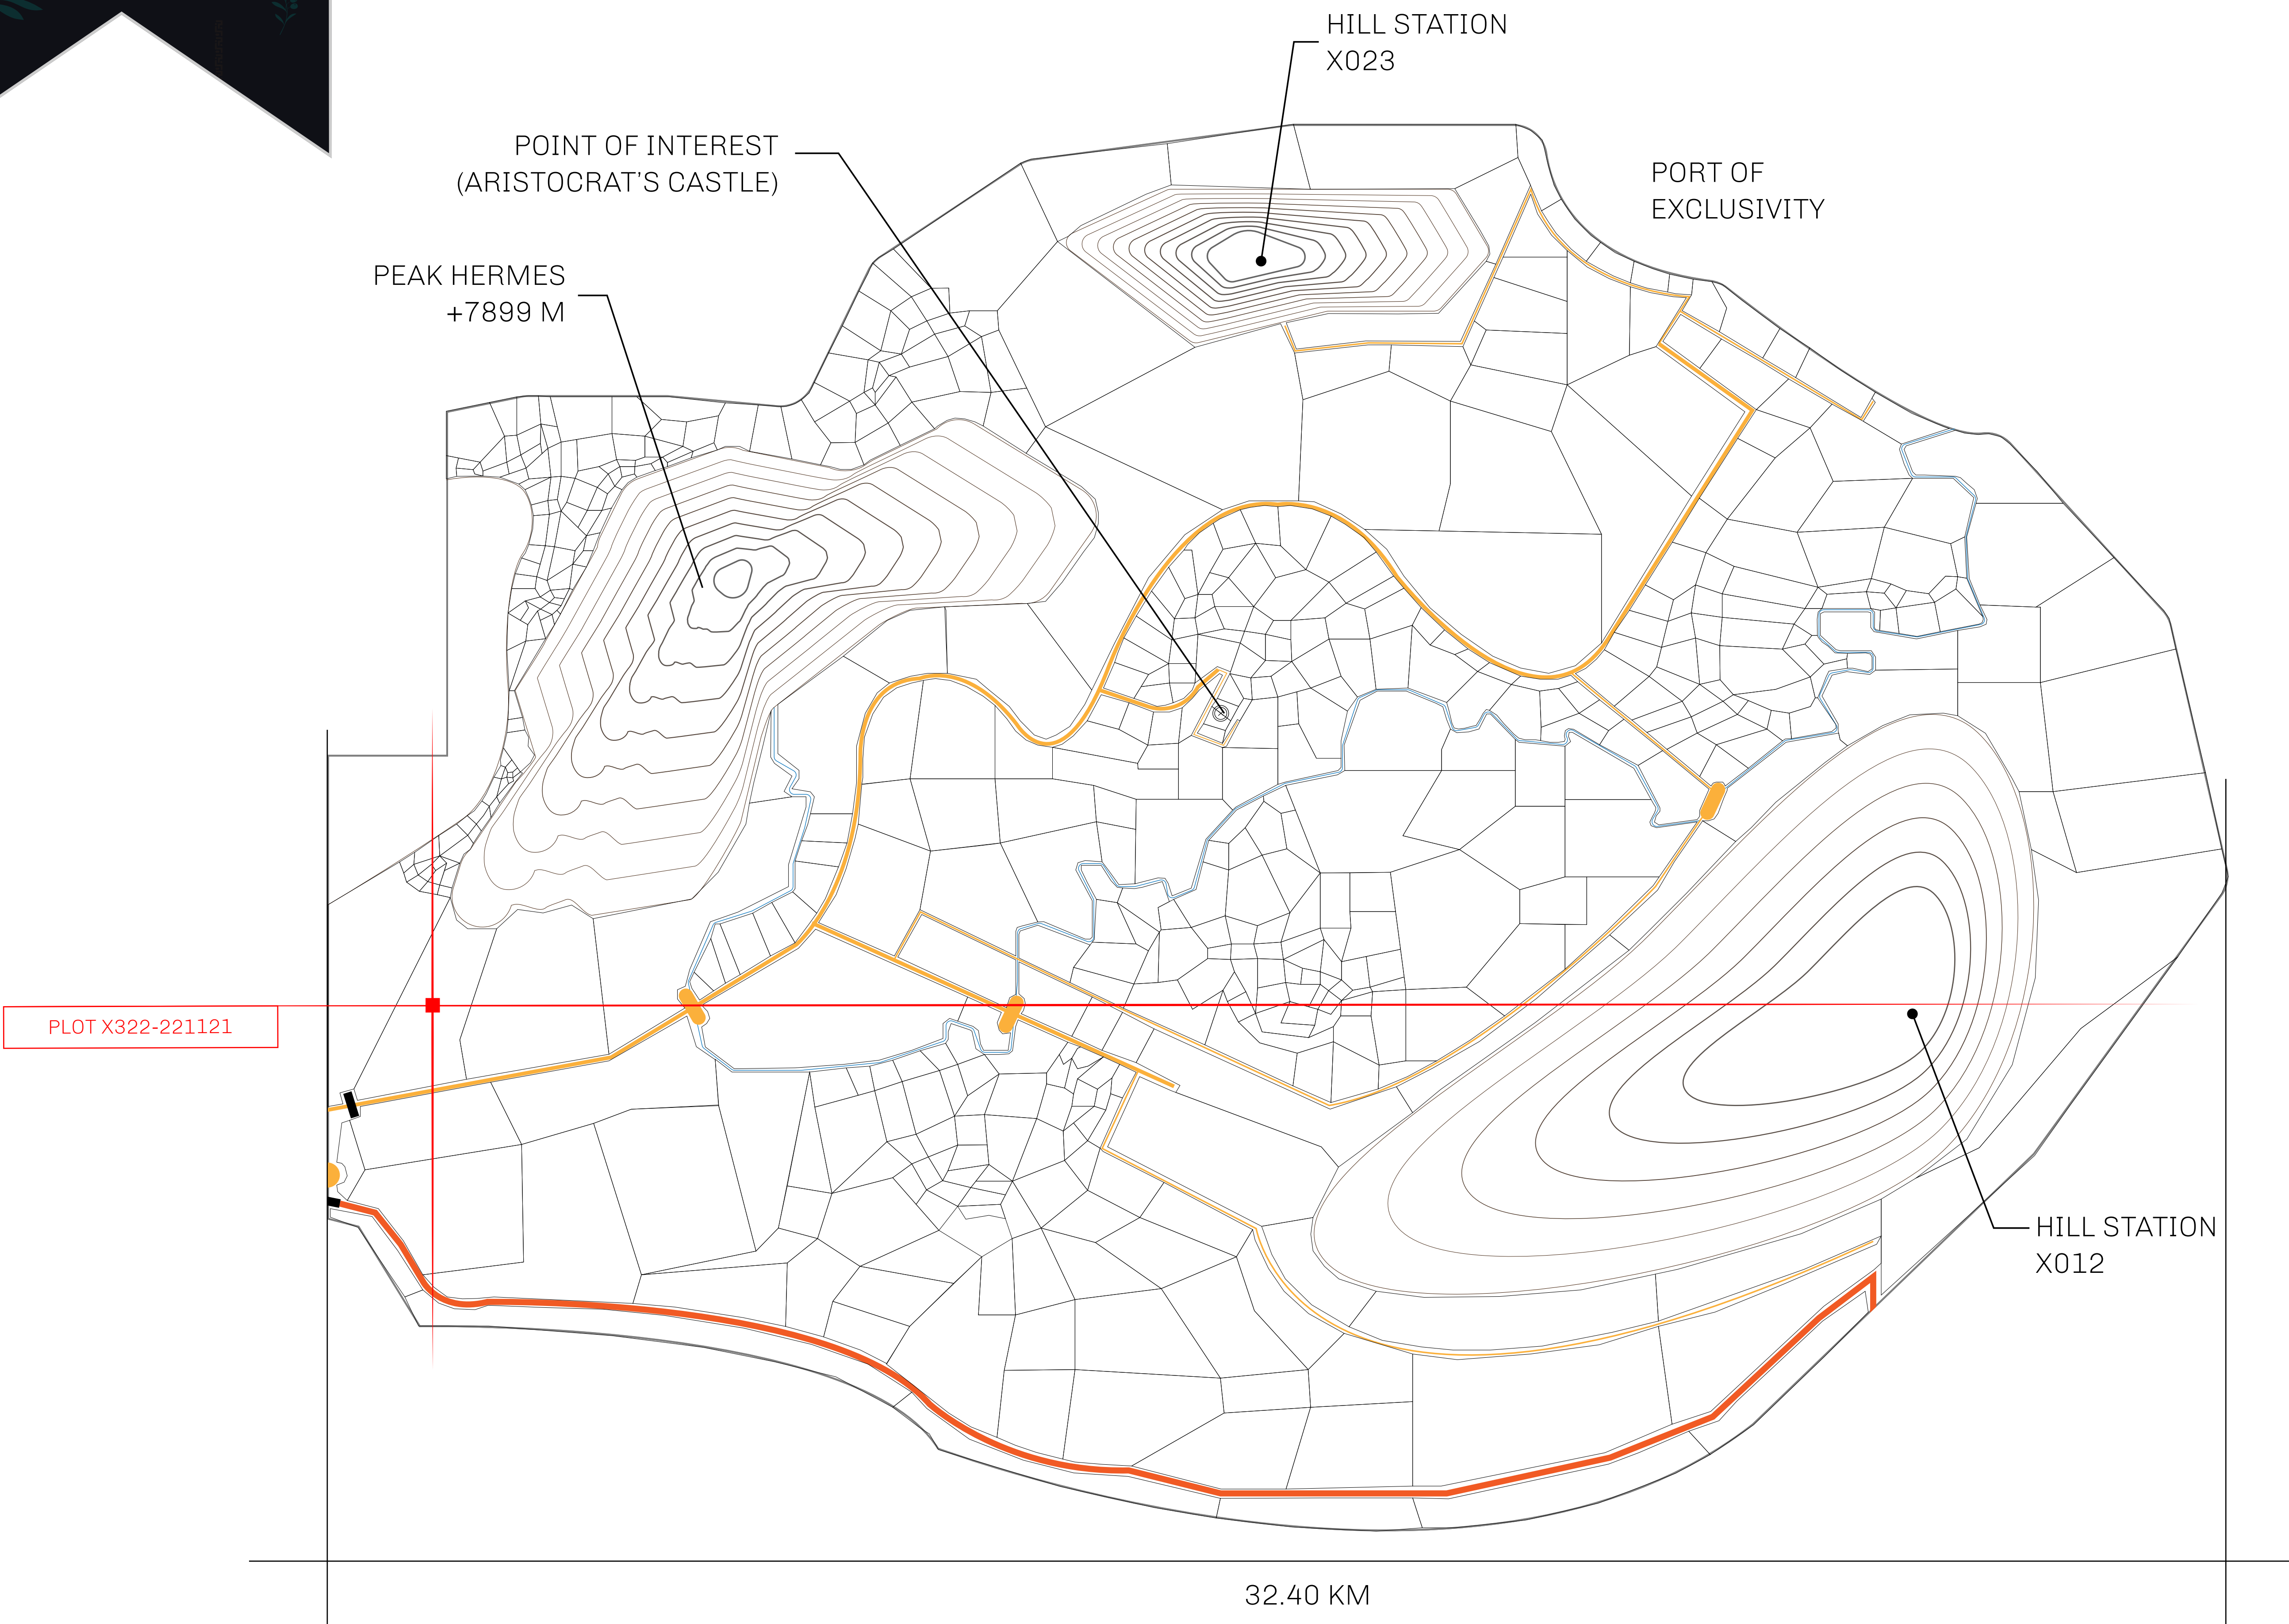 HILL STATION
X023
POINT OF INTEREST
(ARISTOCRAT'S CASTLE)
PORT OF
EXCLUSIVITY
PEAK HERMES
+7899 M
PLOT X322-221121
HILL STATION
X012
32.40 KM